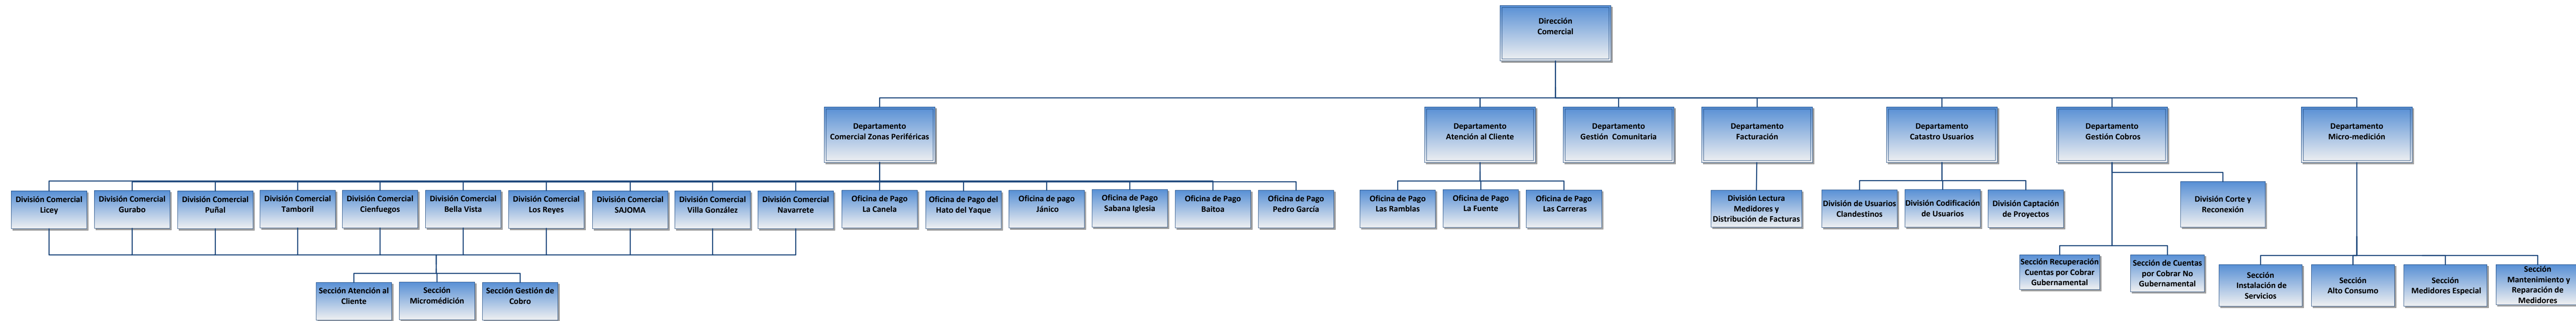 Dirección
Comercial
Departamento
Comercial Zonas Periféricas
Departamento
Atención al Cliente
Departamento
Gestión  Comunitaria
Departamento
Facturación
Departamento
Catastro Usuarios
Departamento
Gestión Cobros
Departamento
Micro-medición
División Comercial
Licey
División Comercial
Gurabo
División Comercial
Puñal
División Comercial
Tamboril
División Comercial
Cienfuegos
División Comercial
Bella Vista
División Comercial
Los Reyes
División Comercial
SAJOMA
División Comercial
Villa González
División Comercial
Navarrete
Oficina de Pago
La Canela
Oficina de Pago del
Hato del Yaque
Oficina de pago
Jánico
Oficina de Pago
Sabana Iglesia
Oficina de Pago
Baitoa
Oficina de Pago
Pedro García
Oficina de Pago
Las Ramblas
Oficina de Pago
La Fuente
Oficina de Pago
Las Carreras
División Lectura
Medidores y
Distribución de Facturas
División de Usuarios
Clandestinos
División Codificación
de Usuarios
División Captación
de Proyectos
División Corte y
Reconexión
Sección Recuperación
Cuentas por Cobrar
Gubernamental
Sección de Cuentas
por Cobrar No
Gubernamental
Sección
Instalación de
Servicios
Sección
Alto Consumo
Sección
Medidores Especial
Sección
Mantenimiento y
Reparación de
Medidores
Sección Atención al
Cliente
Sección
Micromédición
Sección Gestión de
Cobro